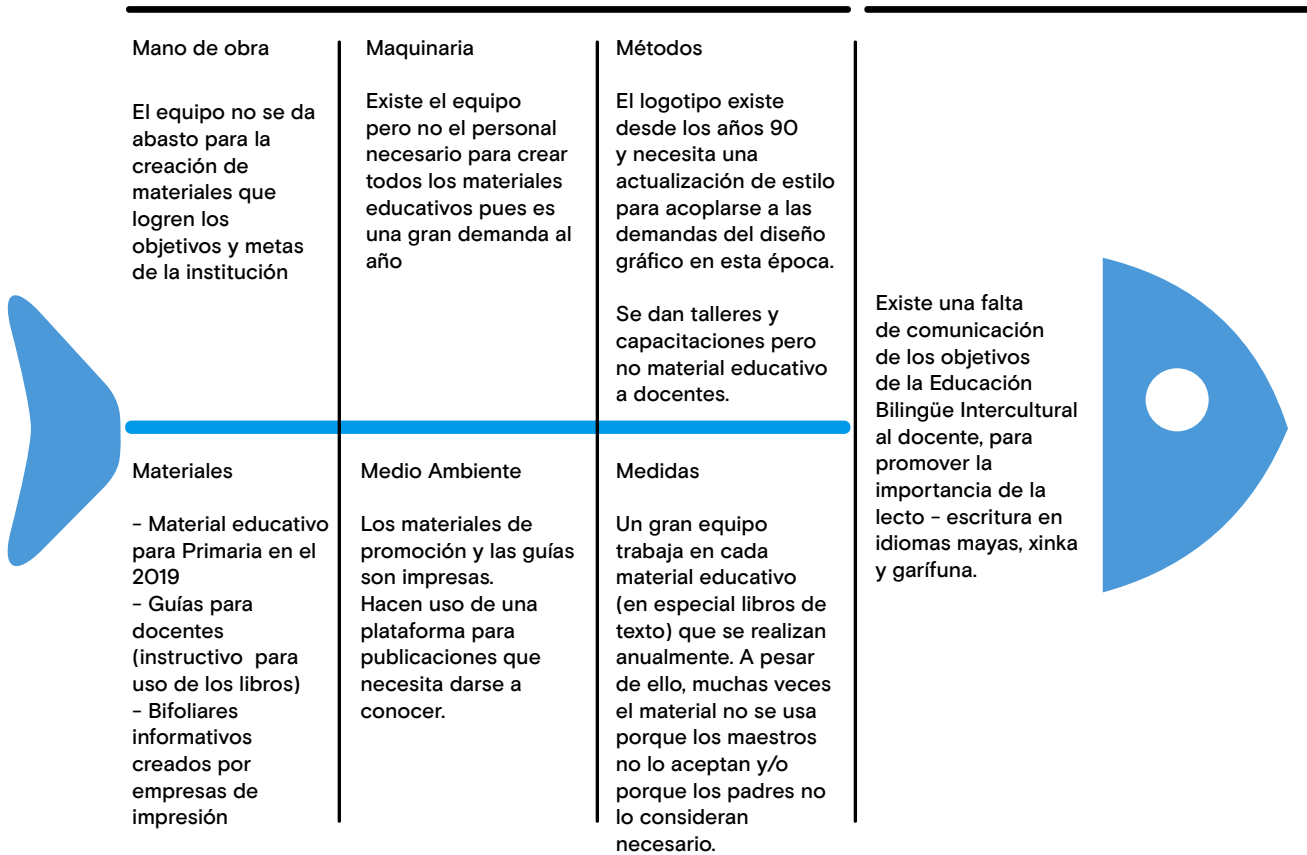 Mano de obra
El equipo no se da
abasto para la
creación de
materiales que
logren los
objetivos y metas
de la institución
Maquinaria
Existe el equipo
pero no el personal
necesario para crear
todos los materiales
educativos pues es
una gran demanda al
año
Métodos
El logotipo existe
desde los años 90
y necesita una
actualización de estilo
para acoplarse a las
demandas del diseño
gráfico en esta época.
Se dan talleres y
capacitaciones pero
no material educativo
a docentes.
Materiales
- Material educativo
para Primaria en el
2019
- Guías para
docentes
(instructivo para
uso de los libros)
- Bifoliares
informativos
creados por
empresas de
impresión
Medio Ambiente
Los materiales de
promoción y las guías
son impresas.
Hacen uso de una
plataforma para
publicaciones que
necesita darse a
conocer.
Medidas
Un gran equipo
trabaja en cada
material educativo
(en especial libros de
texto) que se realizan
anualmente. A pesar
de ello, muchas veces
el material no se usa
porque los maestros
no lo aceptan y/o
porque los padres no
lo consideran
necesario.
Existe una falta
de comunicación
de los objetivos
de la Educación
Bilingüe Intercultural
al docente, para
promover la
importancia de la
lecto - escritura en
idiomas mayas, xinka
y garífuna.